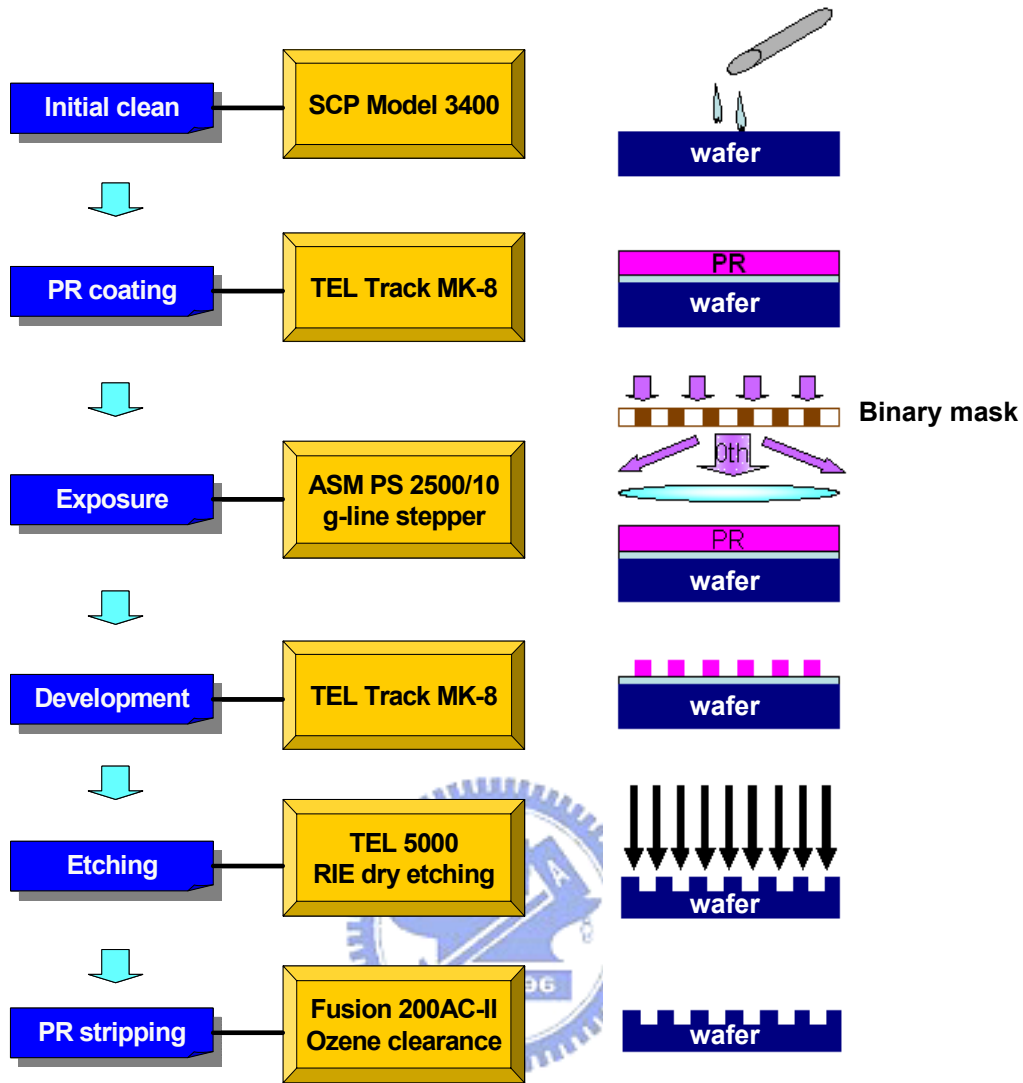 Initial clean
SCP Model 3400
wafer
PR coating
TEL Track MK-8
PR
wafer
Binary mask
0th
Exposure
ASM PS 2500/10
g-line stepper
PR
wafer
Development
TEL Track MK-8
wafer
Etching
TEL 5000
RIE dry etching
wafer
A
96
PR stripping
Fusion 200AC-II
Ozene clearance
wafer